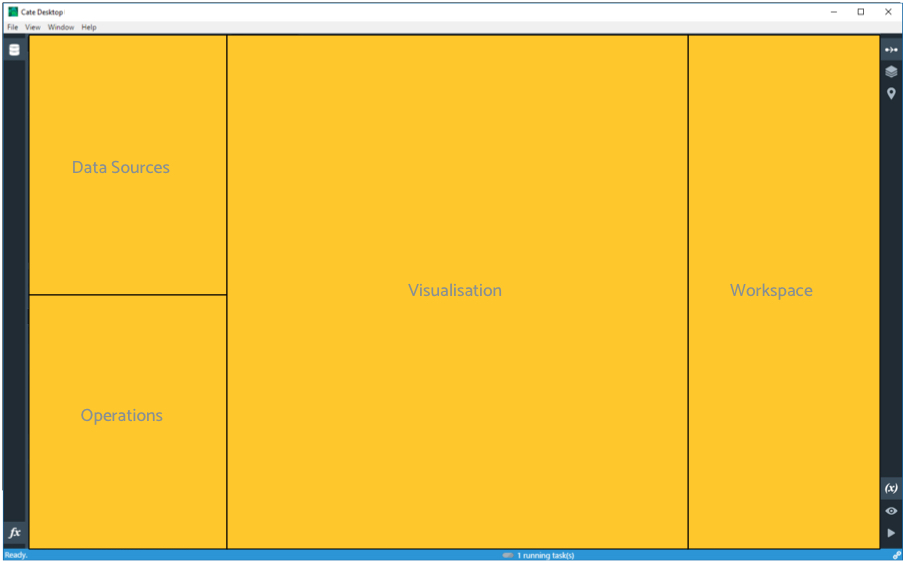 Cate Desktop
File View Window Help
Data Sources
Visualisation
Workspace
Operations
(x)
fx
Ready.
1 running task(s)